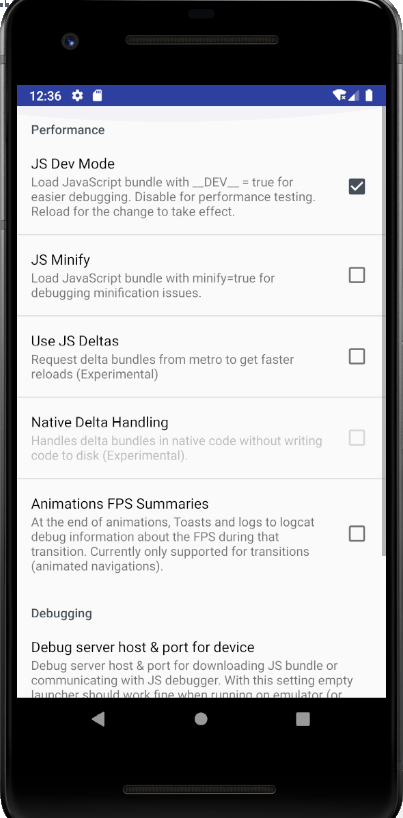 12:36
Performance
JS Dev Mode
Load JavaScript bundle with __DEV__ = true for
easier debugging. Disable for performance testing.
Reload for the change to take effect.
JS Minify
Load JavaScript bundle with minify=true for
debugging minification issues.
Use JS Deltas
Request delta bundles from metro to get faster
reloads (Experimental)
Native Delta Handling
Handles delta bundles in native code without writing
code to disk (Experimental).
Animations FPS Summaries
At the end of animations, Toasts and logs to logcat
debug information about the FPS during that
transition. Currently only supported for transitions
(animated navigations).
Debugging
Debug server host & port for device
Debug server host & port for downloading JS bundle or
communicating with JS debugger. With this setting empty
launcher should work fine when running on emulator (or